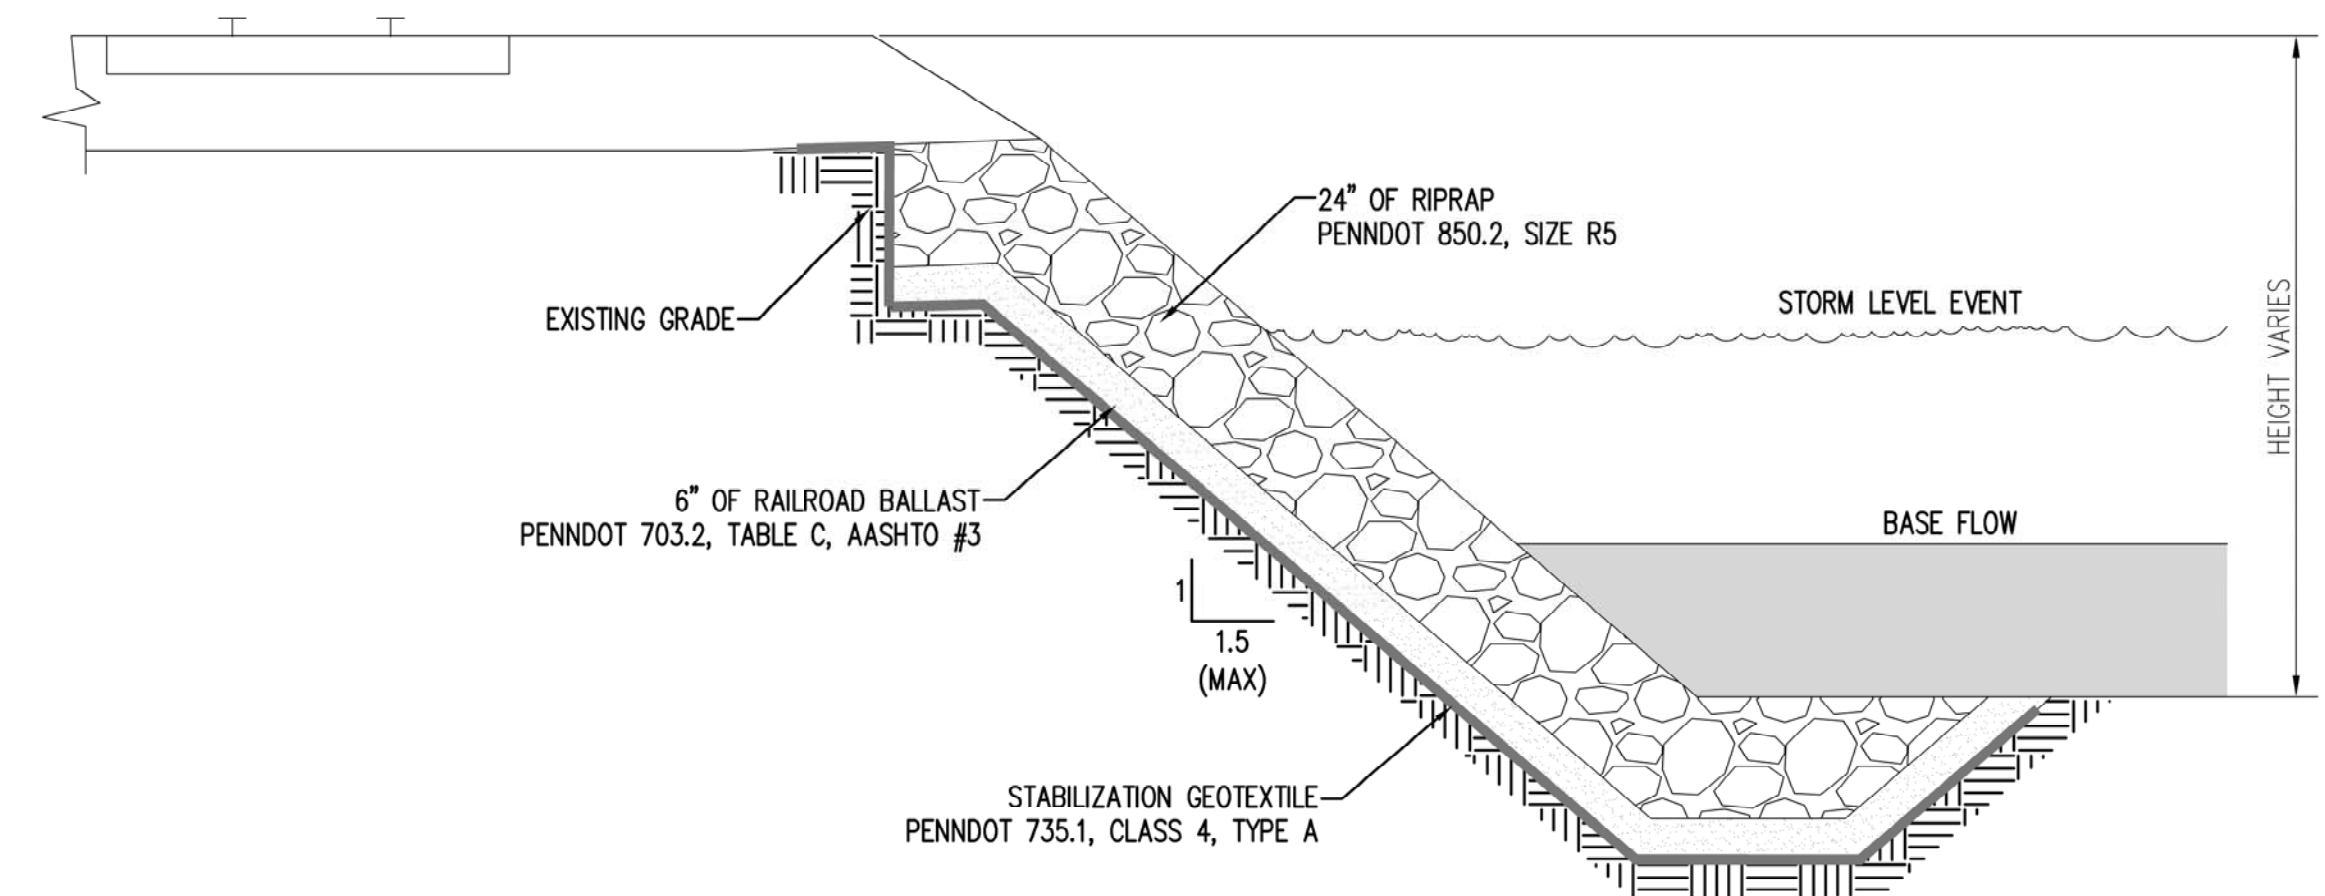 24” OF RIPRAP
PENNDOT 850.2, SIZE R5
STORM LEVEL EVENT
HEIGHT VARIES
EXISTING GRADE
6” OF RAILROAD BALLAST
PENNDOT 703.2, TABLE C, AASHTO #3
BASE FLOW
1
1.5
(MAX)
STABILIZATION GEOTEXTILE
PENNDOT 735.1, CLASS 4, TYPE A